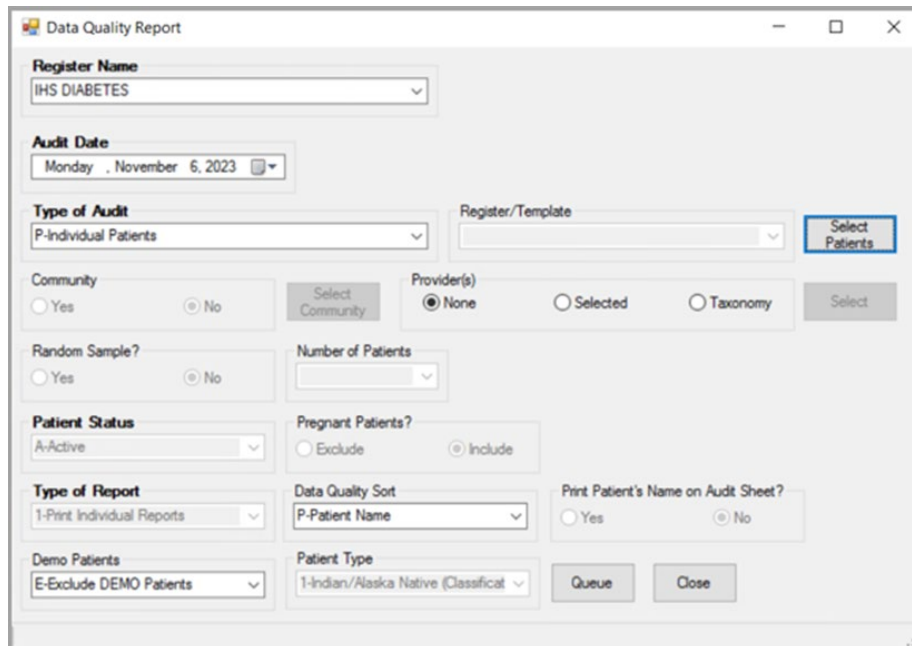 Data Quality Report
Register Name
IHS DIABETES
Audit Date
Monday , November 6, 2023
Type of Audit
P-Individual Patients
Register/Template
Select Patients
Community
Yes No
Select Community
Provider(s)
None Selected Taxonomy
Select
Random Sample?
Yes No
Number of Patients
Patient Status
A-Active
Pregnant Patients?
Exclude Include
Type of Report
1-Print Individual Reports
Data Quality Sort
P-Patient Name
Print Patient's Name on Audit Sheet?
Yes No
Demo Patients
E-Exclude DEMO Patients
Patient Type
1-Indian/Alaska Native (Classificat
Queue
Close